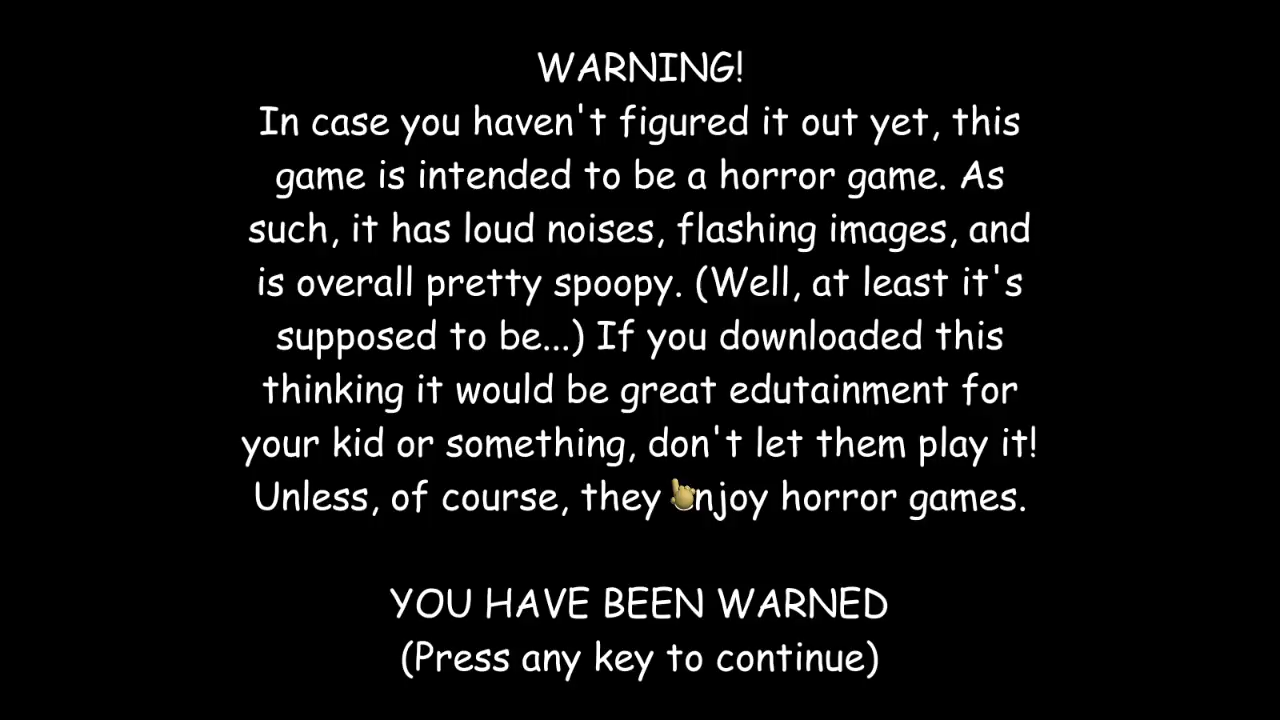 WARNING!
In case you haven't figured it out yet, this
game is intended to be a horror game. As
such, it has loud noises, flashing images, and
is overall pretty spoopy. (Well, at least it's
supposed to be...) If you downloaded this
thinking it would be great edutainment for
your kid or something, don't let them play it!
Unless, of course, they enjoy horror games.
YOU HAVE BEEN WARNED
(Press any key to continue)